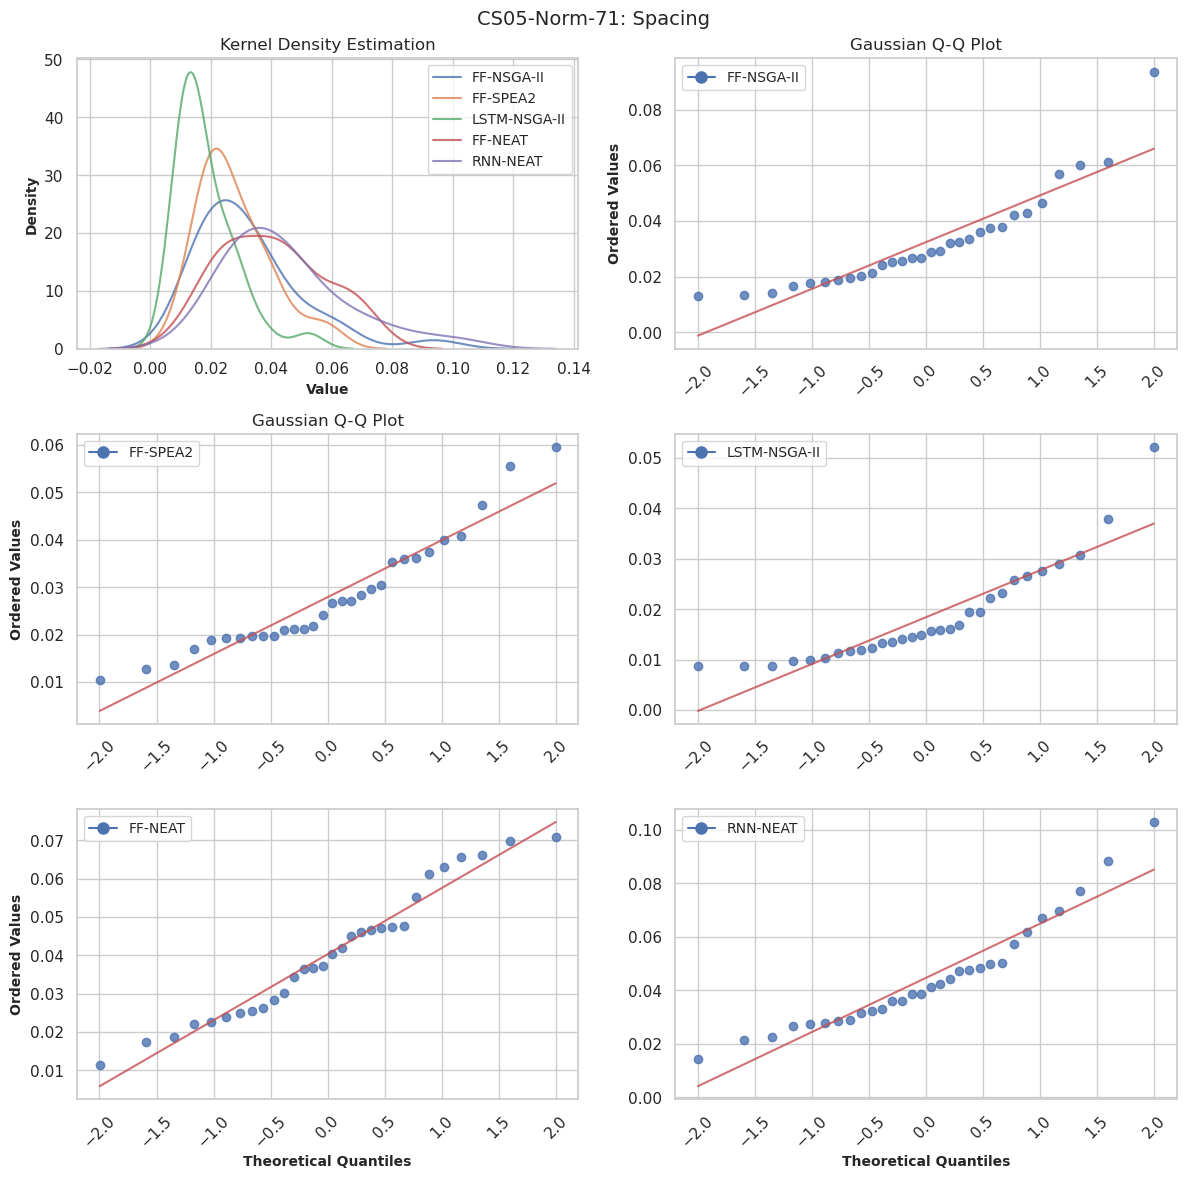 CS05-Norm-71: Spacing
Kernel Density Estimation
50
40
30
20
10
0
Density
−0.02 0.00 0.02 0.04 0.06 0.08 0.10 0.12 0.14
Value
FF-NSGA-II
FF-SPEA2
LSTM-NSGA-II
FF-NEAT
RNN-NEAT
Gaussian Q-Q Plot
FF-NSGA-II
0.08
0.06
0.04
0.02
0.00
Ordered Values
−2.0 −1.5 −1.0 −0.5 0.0 0.5 1.0 1.5 2.0
Gaussian Q-Q Plot
FF-SPEA2
0.06
0.05
0.04
0.03
0.02
0.01
Ordered Values
−2.0 −1.5 −1.0 −0.5 0.0 0.5 1.0 1.5 2.0
LSTM-NSGA-II
0.05
0.04
0.03
0.02
0.01
0.00
−2.0 −1.5 −1.0 −0.5 0.0 0.5 1.0 1.5 2.0
FF-NEAT
0.07
0.06
0.05
0.04
0.03
0.02
0.01
Ordered Values
−2.0 −1.5 −1.0 −0.5 0.0 0.5 1.0 1.5 2.0
Theoretical Quantiles
RNN-NEAT
0.10
0.08
0.06
0.04
0.02
0.00
−2.0 −1.5 −1.0 −0.5 0.0 0.5 1.0 1.5 2.0
Theoretical Quantiles